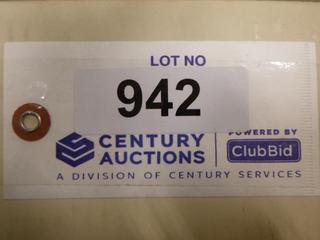 LOT NO
942
CENTURY
AUCTIONS
POWERED BY
ClubBid
A DIVISION OF CENTURY SERVICES